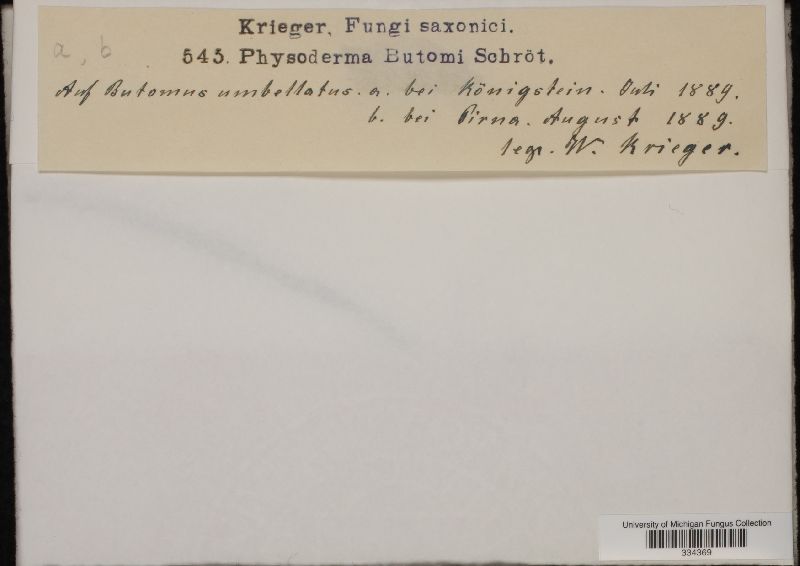 a, b
Krieger, Fungi saxonici.
543. Physoderma Butomi Schröt.
Auf Butomus umbellatus. a. bei Königstein. Juli 1889.
b. bei Pirna. August 1889.
leg. W. Krieger.
University of Michigan Fungus Collection
334369